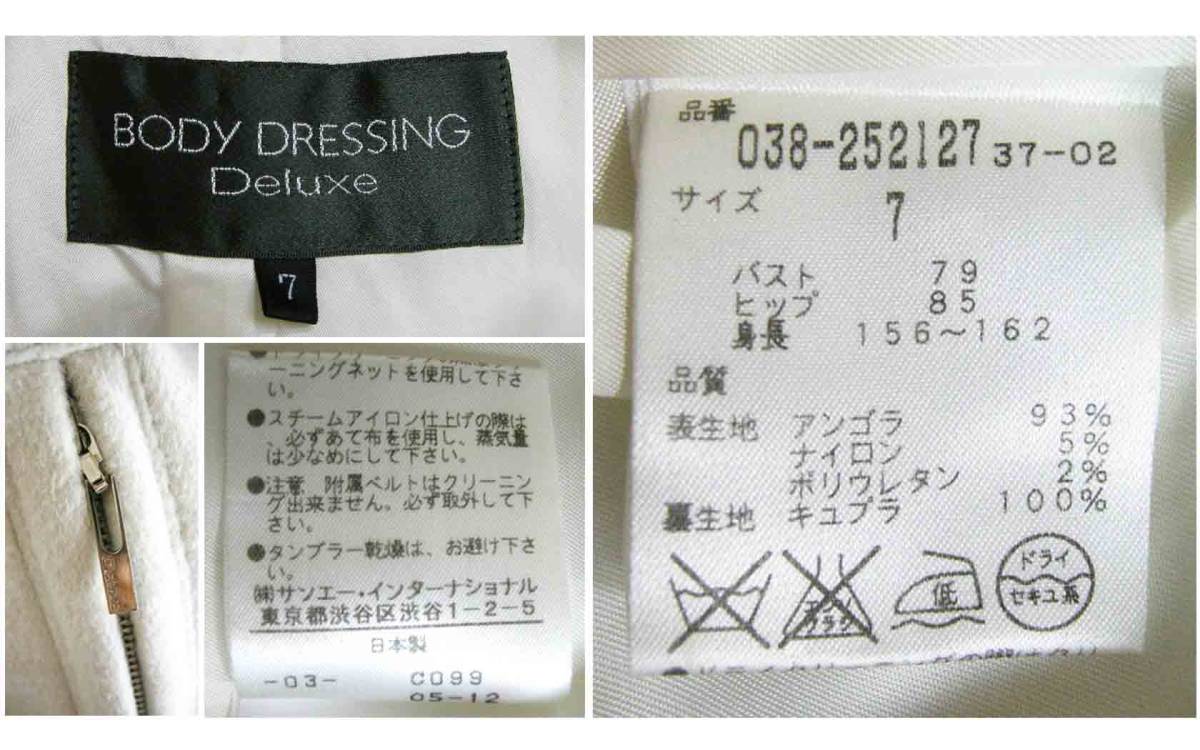 BODY DRESSING
Deluxe
7
ーニングネットを使用して下さ
い。
●スチームアイロン仕上げの際は
、必ずあて布を使用し、蒸気量
は少なめにして下さい。
●注意 附属ベルトはクリーニン
グ出来ません。必ず取外して下
さい。
●タンブラー乾燥は、お避け下さ
い。
㈱サンエー・インターナショナル
東京都渋谷区渋谷1-2-5
日本製
-03- C099
05-12
品番
038-252127 37-02
サイズ 7
バスト 79
ヒップ 85
身長 156~162
品質
表生地 アンゴラ 93%
ナイロン 5%
ポリウレタン 2%
裏生地 キュプラ 100%
低
ドライ
セキユ系